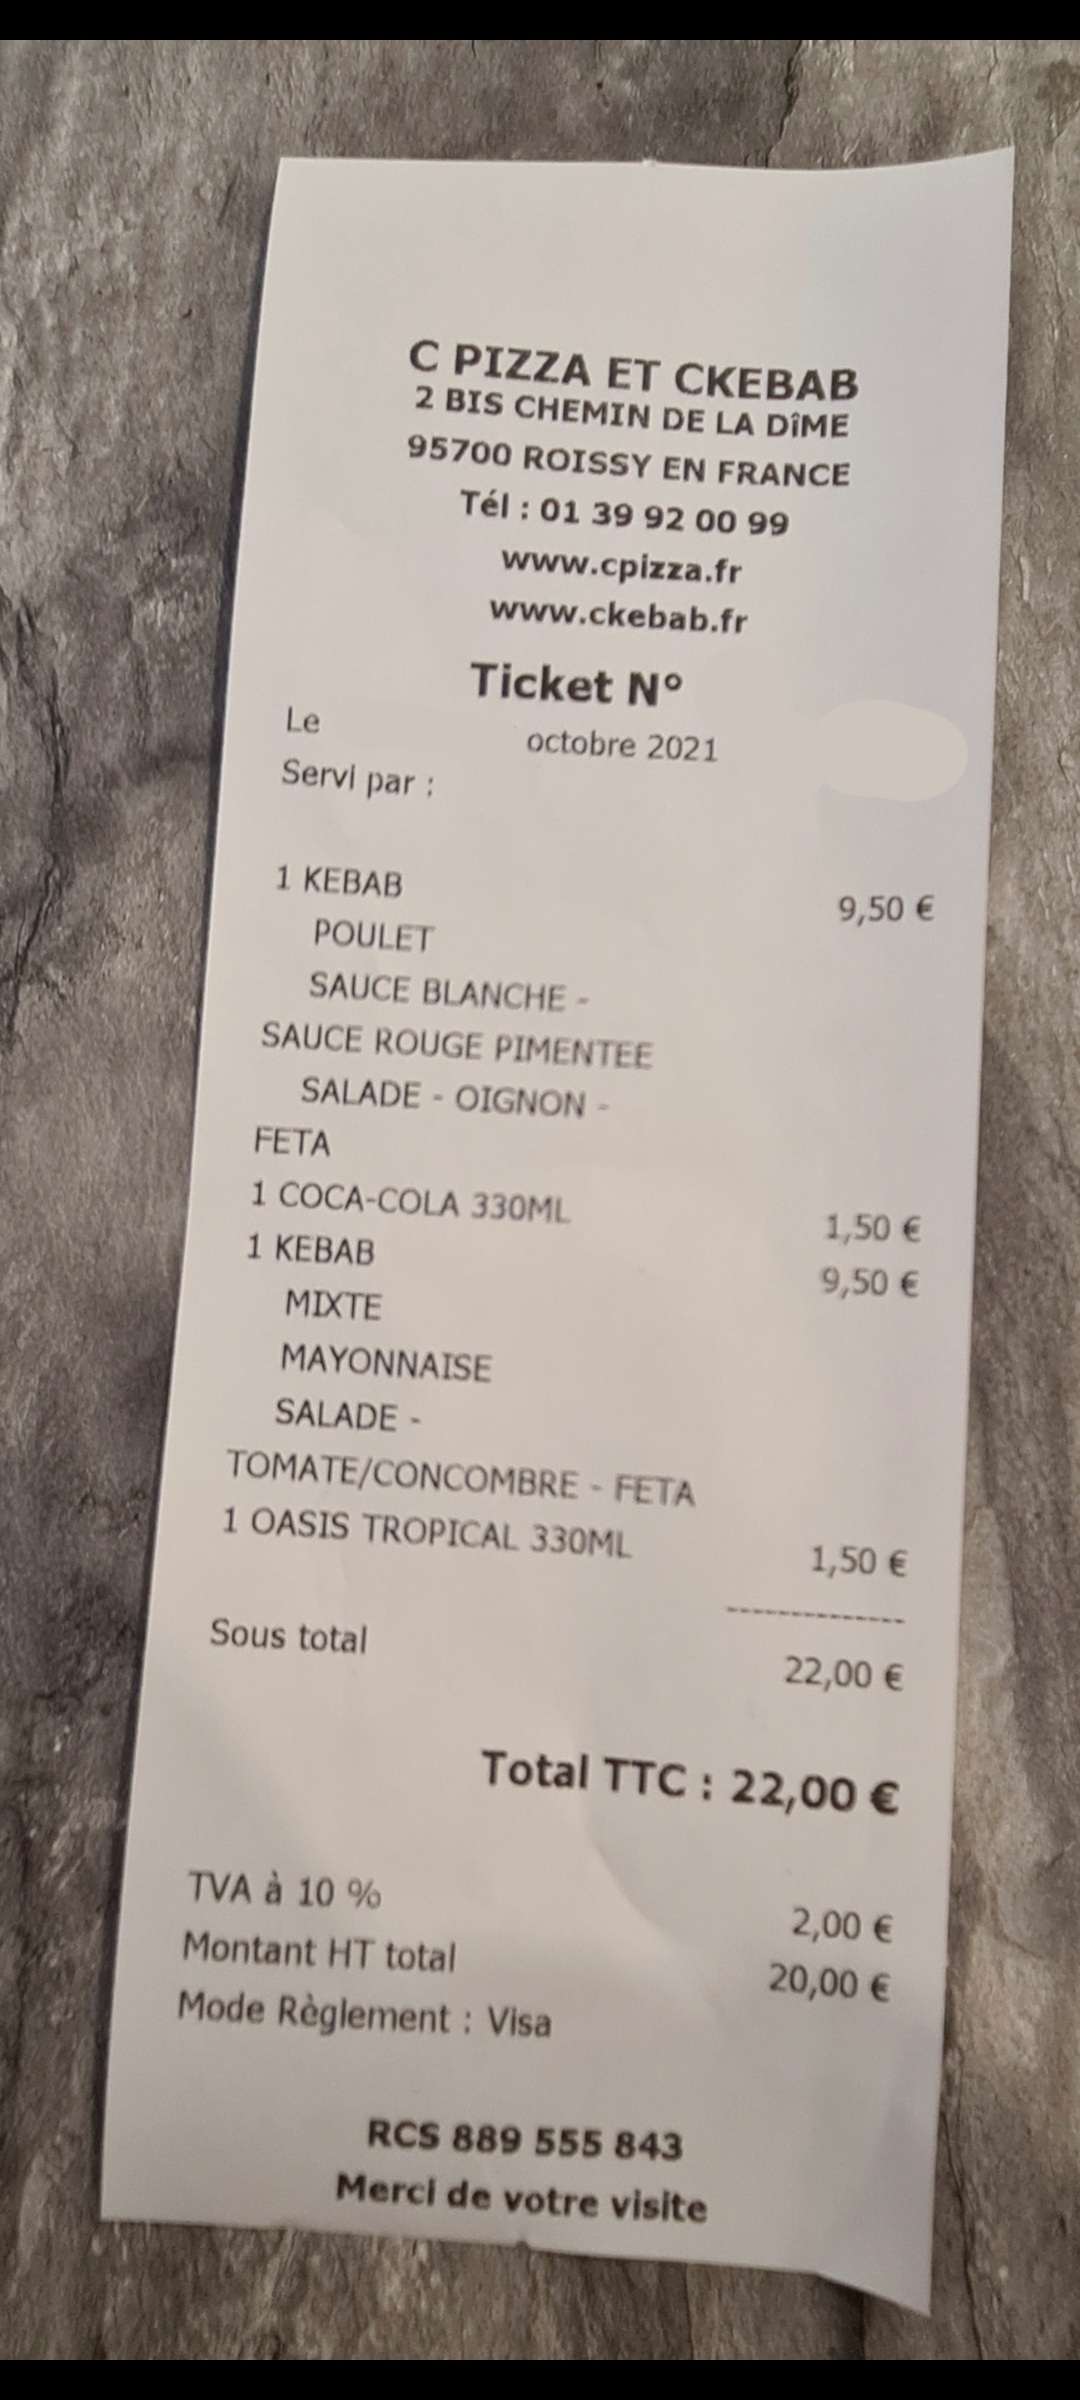 C PIZZA ET CKEBAB
2 BIS CHEMIN DE LA DîME
95700 ROISSY EN FRANCE
Tél : 01 39 92 00 99
www.cpizza.fr
www.ckebab.fr
Ticket N°
Le octobre 2021
Servi par :
1 KEBAB 9,50 €
POULET
SAUCE BLANCHE -
SAUCE ROUGE PIMENTEE
SALADE - OIGNON -
FETA
1 COCA-COLA 330ML 1,50 €
1 KEBAB 9,50 €
MIXTE
MAYONNAISE
SALADE -
TOMATE/CONCOMBRE - FETA
1 OASIS TROPICAL 330ML 1,50 €
--------------
Sous total 22,00 €
Total TTC : 22,00 €
TVA à 10 % 2,00 €
Montant HT total 20,00 €
Mode Règlement : Visa
RCS 889 555 843
Merci de votre visite